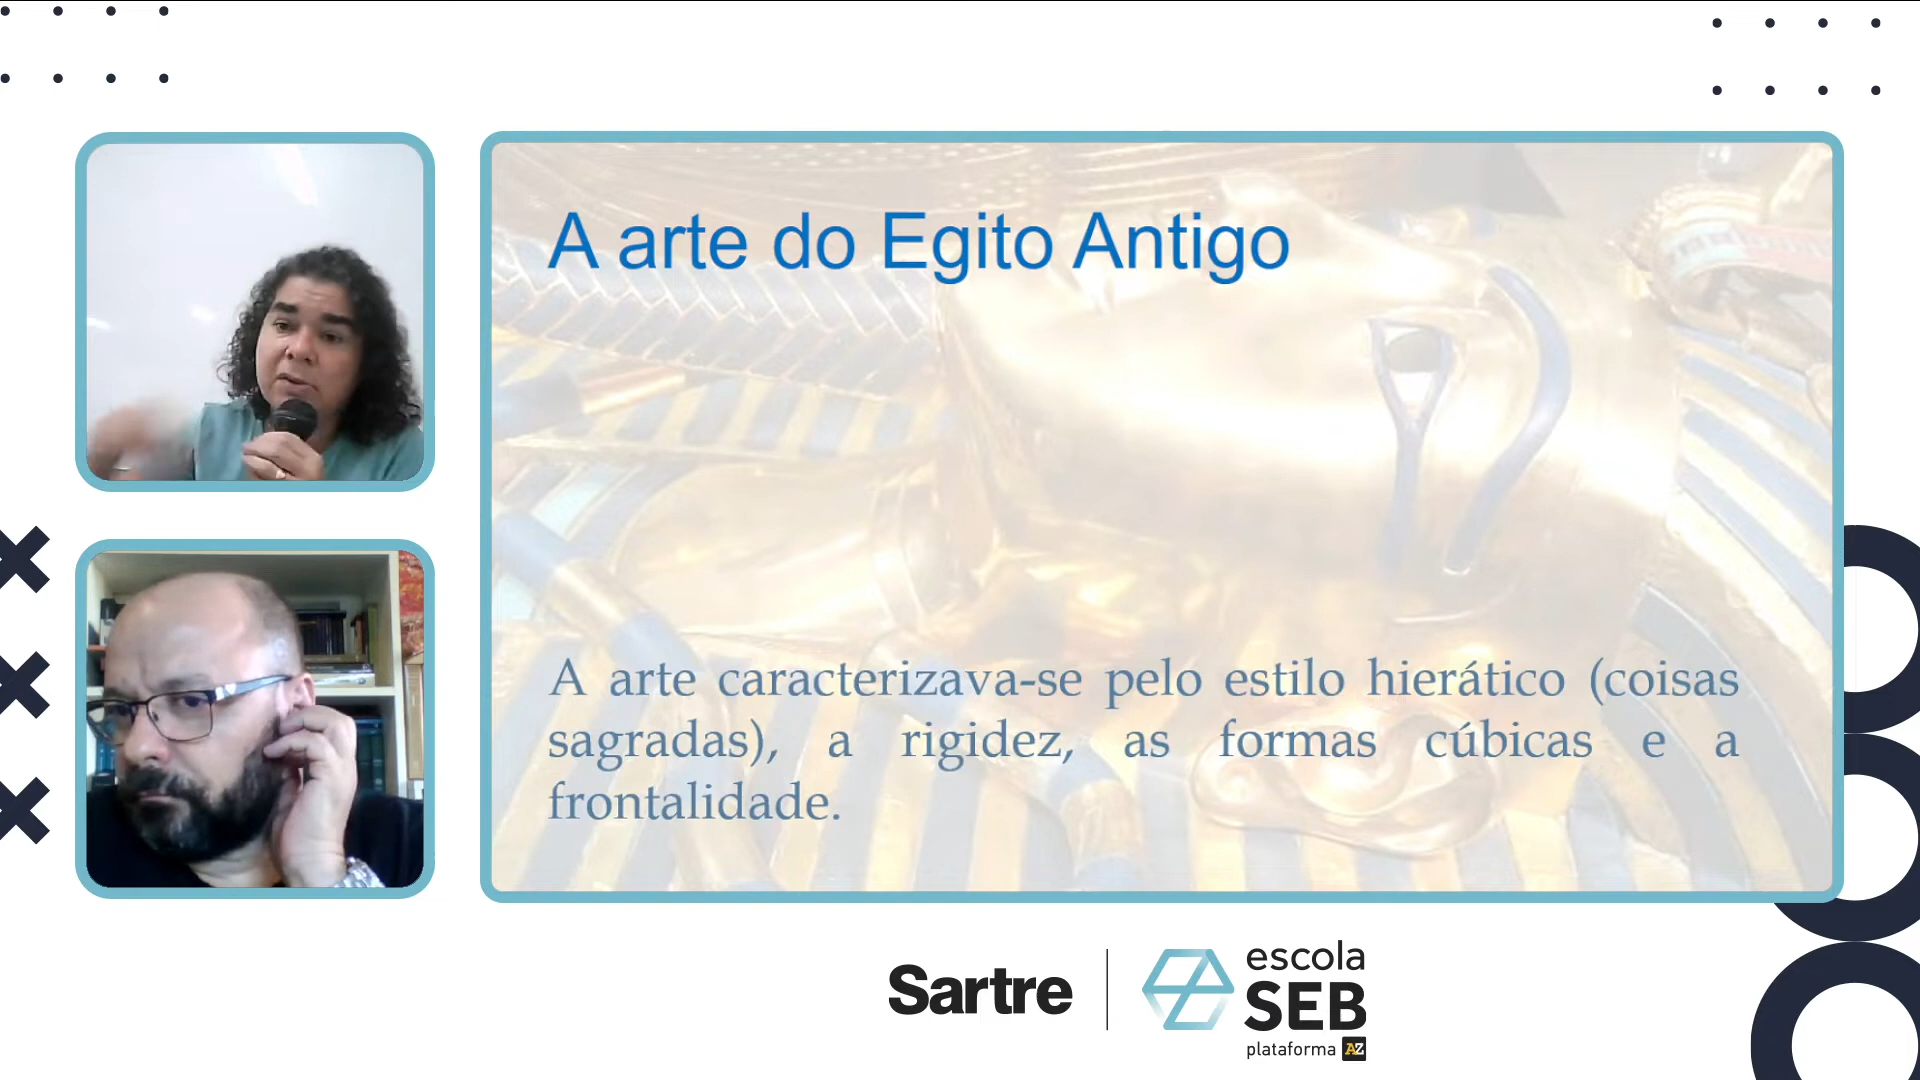 A arte do Egito Antigo
A arte caracterizava-se pelo estilo hierático (coisas
sagradas), a rigidez, as formas cúbicas e a
frontalidade.
Sartre
escola
SEB
plataforma AZ